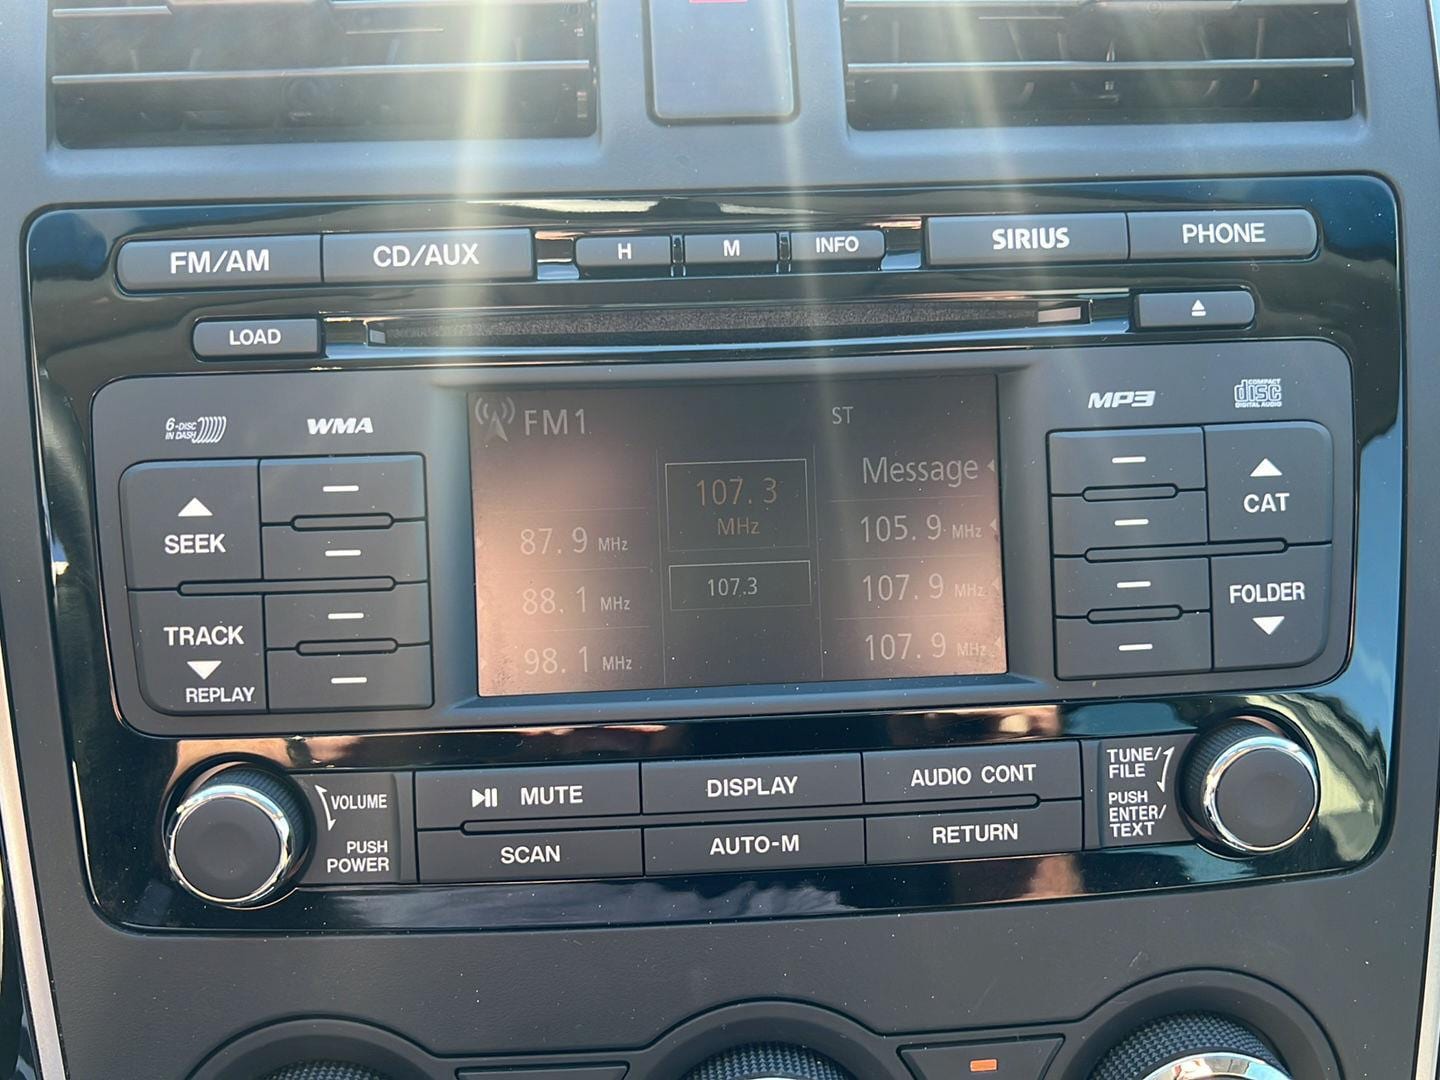 FM/AM
CD/AUX
H
M
INFO
SIRIUS
PHONE
LOAD
6-DISC
IN DASH
WMA
MP3
COMPACT
disc
DIGITAL AUDIO
FM1
ST
Message
107.3
MHz
87.9 MHz
105.9 MHz
107.3
88.1 MHz
107.9 MHz
98.1 MHz
107.9 MHz
SEEK
TRACK
REPLAY
CAT
FOLDER
VOLUME
PUSH
POWER
MUTE
DISPLAY
AUDIO CONT
SCAN
AUTO-M
RETURN
TUNE/
FILE
PUSH
ENTER/
TEXT